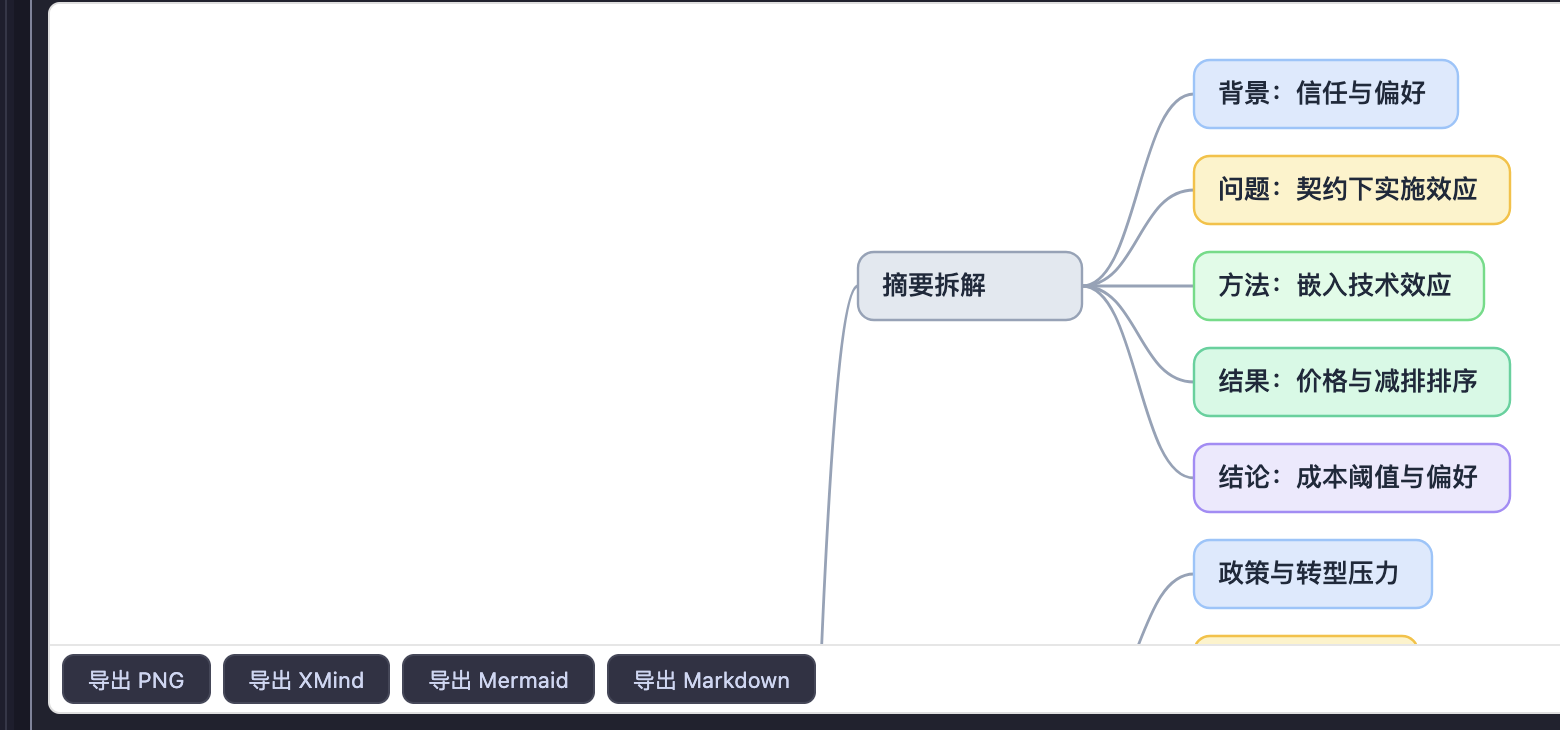 背景：信任与偏好
问题：契约下实施效应
摘要拆解
方法：嵌入技术效应
结果：价格与减排排序
结论：成本阈值与偏好
政策与转型压力
导出 PNG
导出 XMind
导出 Mermaid
导出 Markdown